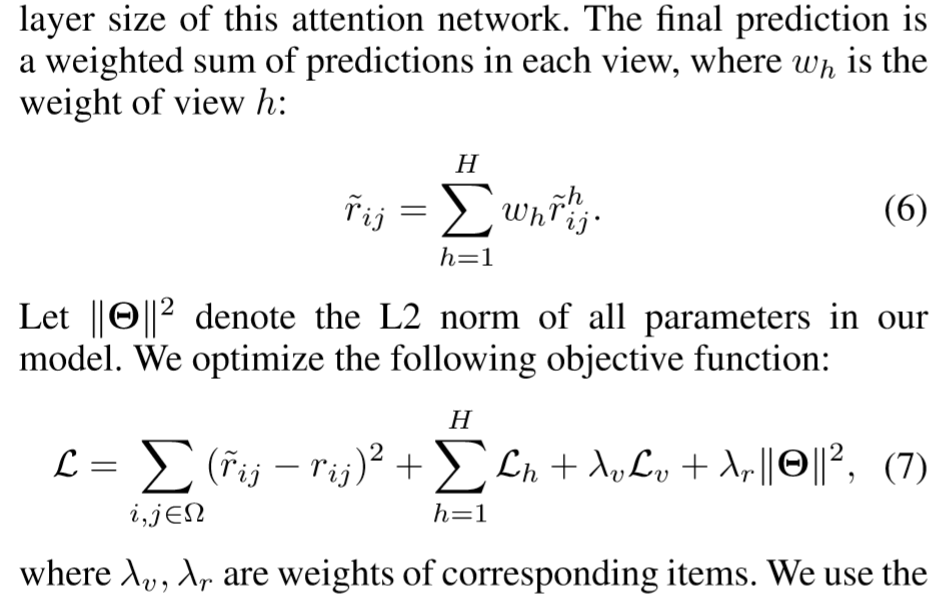 layer size of this attention network. The final prediction is
a weighted sum of predictions in each view, where $w_h$ is the
weight of view $h$:
$$\tilde{r}_{ij} = \sum_{h=1}^{H} w_h \tilde{r}_{ij}^{h}. \quad (6)$$
Let $\|\boldsymbol{\Theta}\|^2$ denote the L2 norm of all parameters in our
model. We optimize the following objective function:
$$\mathcal{L} = \sum_{i,j \in \Omega} (\tilde{r}_{ij} - r_{ij})^2 + \sum_{h=1}^{H} \mathcal{L}_h + \lambda_v \mathcal{L}_v + \lambda_r \|\boldsymbol{\Theta}\|^2, \quad (7)$$
where $\lambda_v, \lambda_r$ are weights of corresponding items. We use the